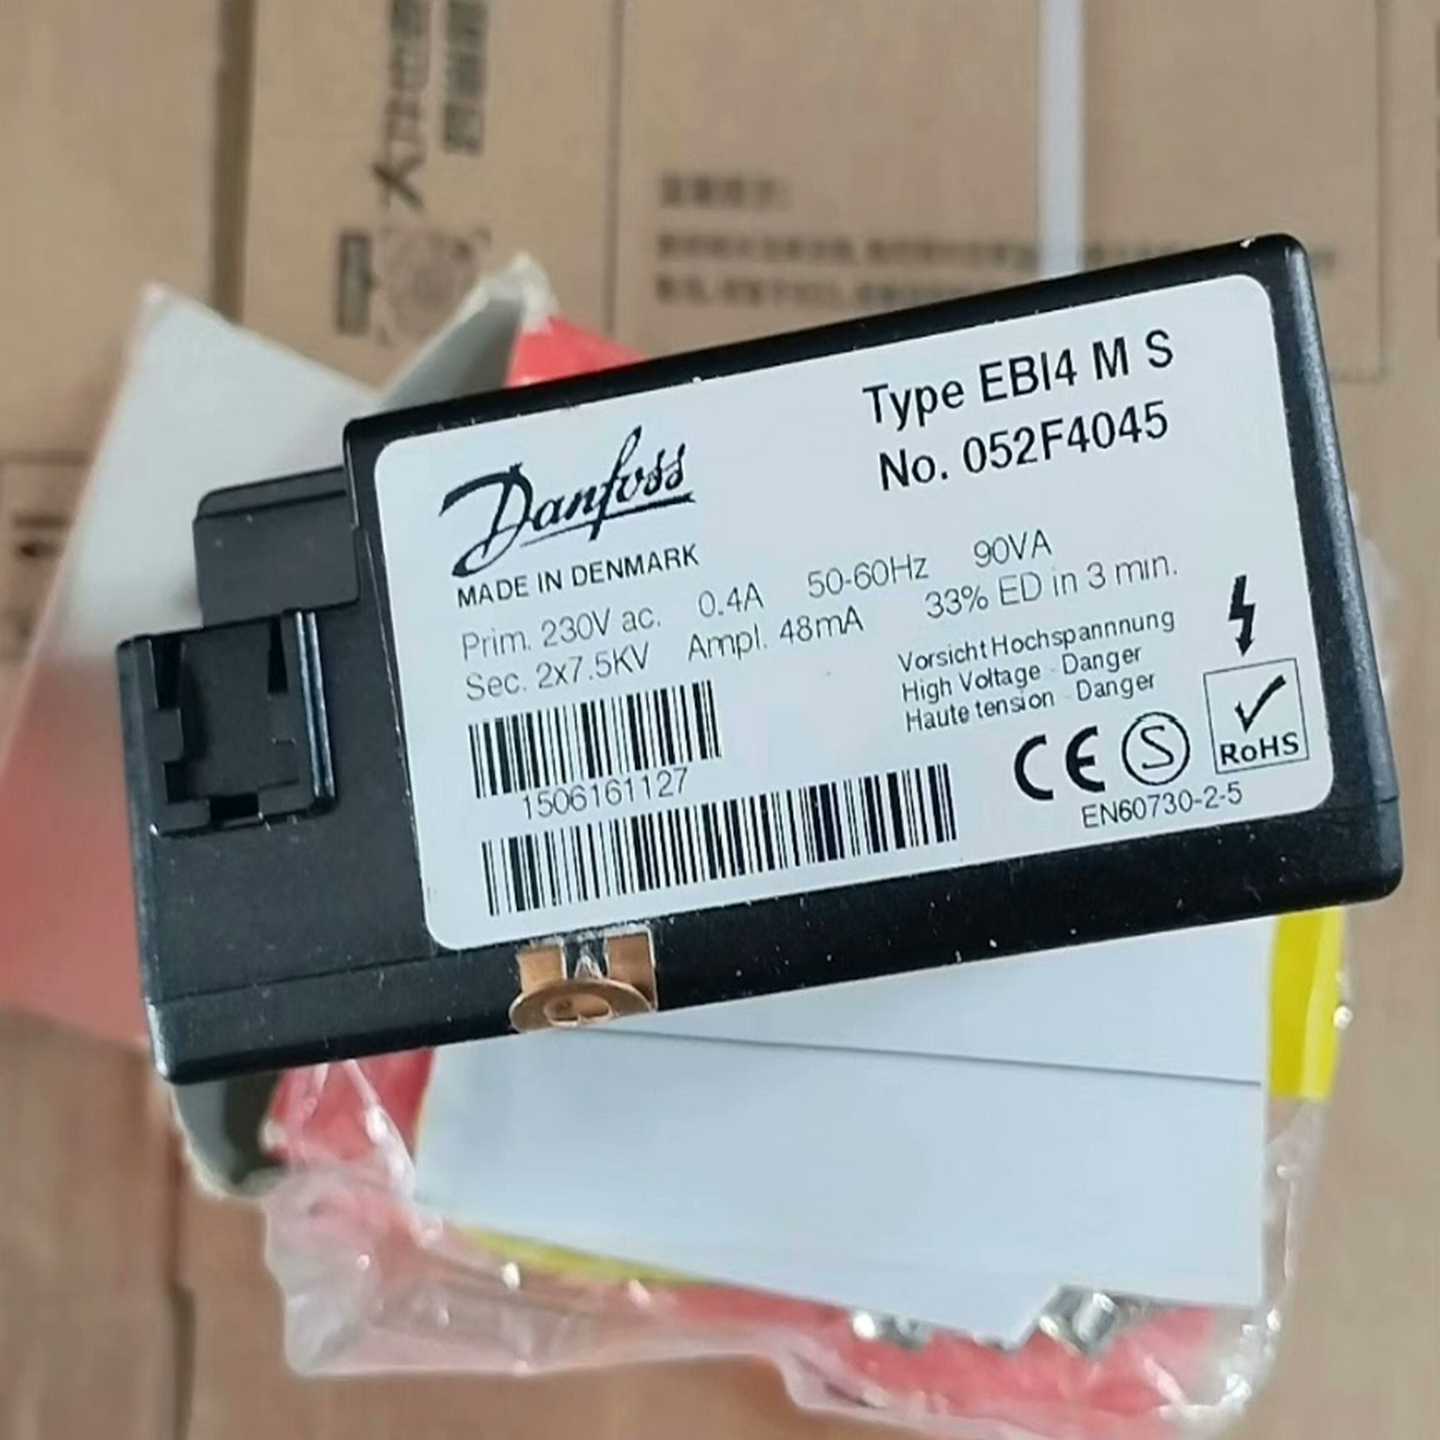 Danfoss
MADE IN DENMARK
Type EBI4 M S
No. 052F4045
Prim. 230V ac. 0.4A 50-60Hz 90VA
Sec. 2x7.5KV Ampl. 48mA 33% ED in 3 min.
Vorsicht Hochspannnung
High Voltage - Danger
Haute tension - Danger
1506161127
CE S RoHS
EN60730-2-5